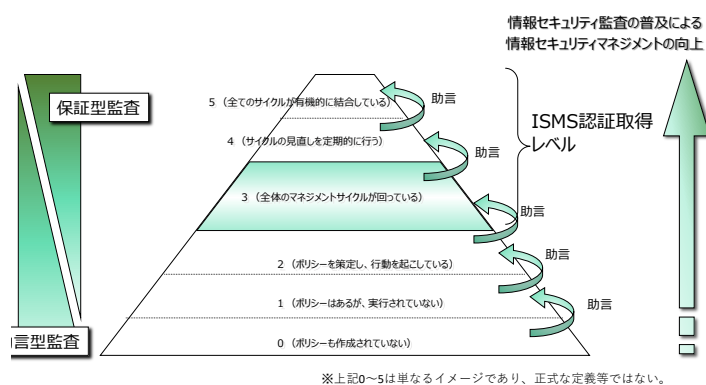 情報セキュリティ監査の普及による
情報セキュリティマネジメントの向上
保証型監査
5 （全てのサイクルが有機的に結合している）
助言
ISMS認証取得
レベル
4 （サイクルの見直しを定期的に行う）
助言
3 （全体のマネジメントサイクルが回っている）
助言
2 （ポリシーを策定し、行動を起こしている）
助言
1 （ポリシーはあるが、実行されていない）
助言
言型監査
0 （ポリシーも作成されていない）
※上記0～5は単なるイメージであり、正式な定義等ではない。